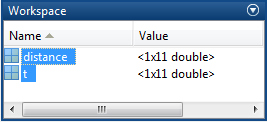 Workspace
Name Value
distance <1x11 double>
t <1x11 double>